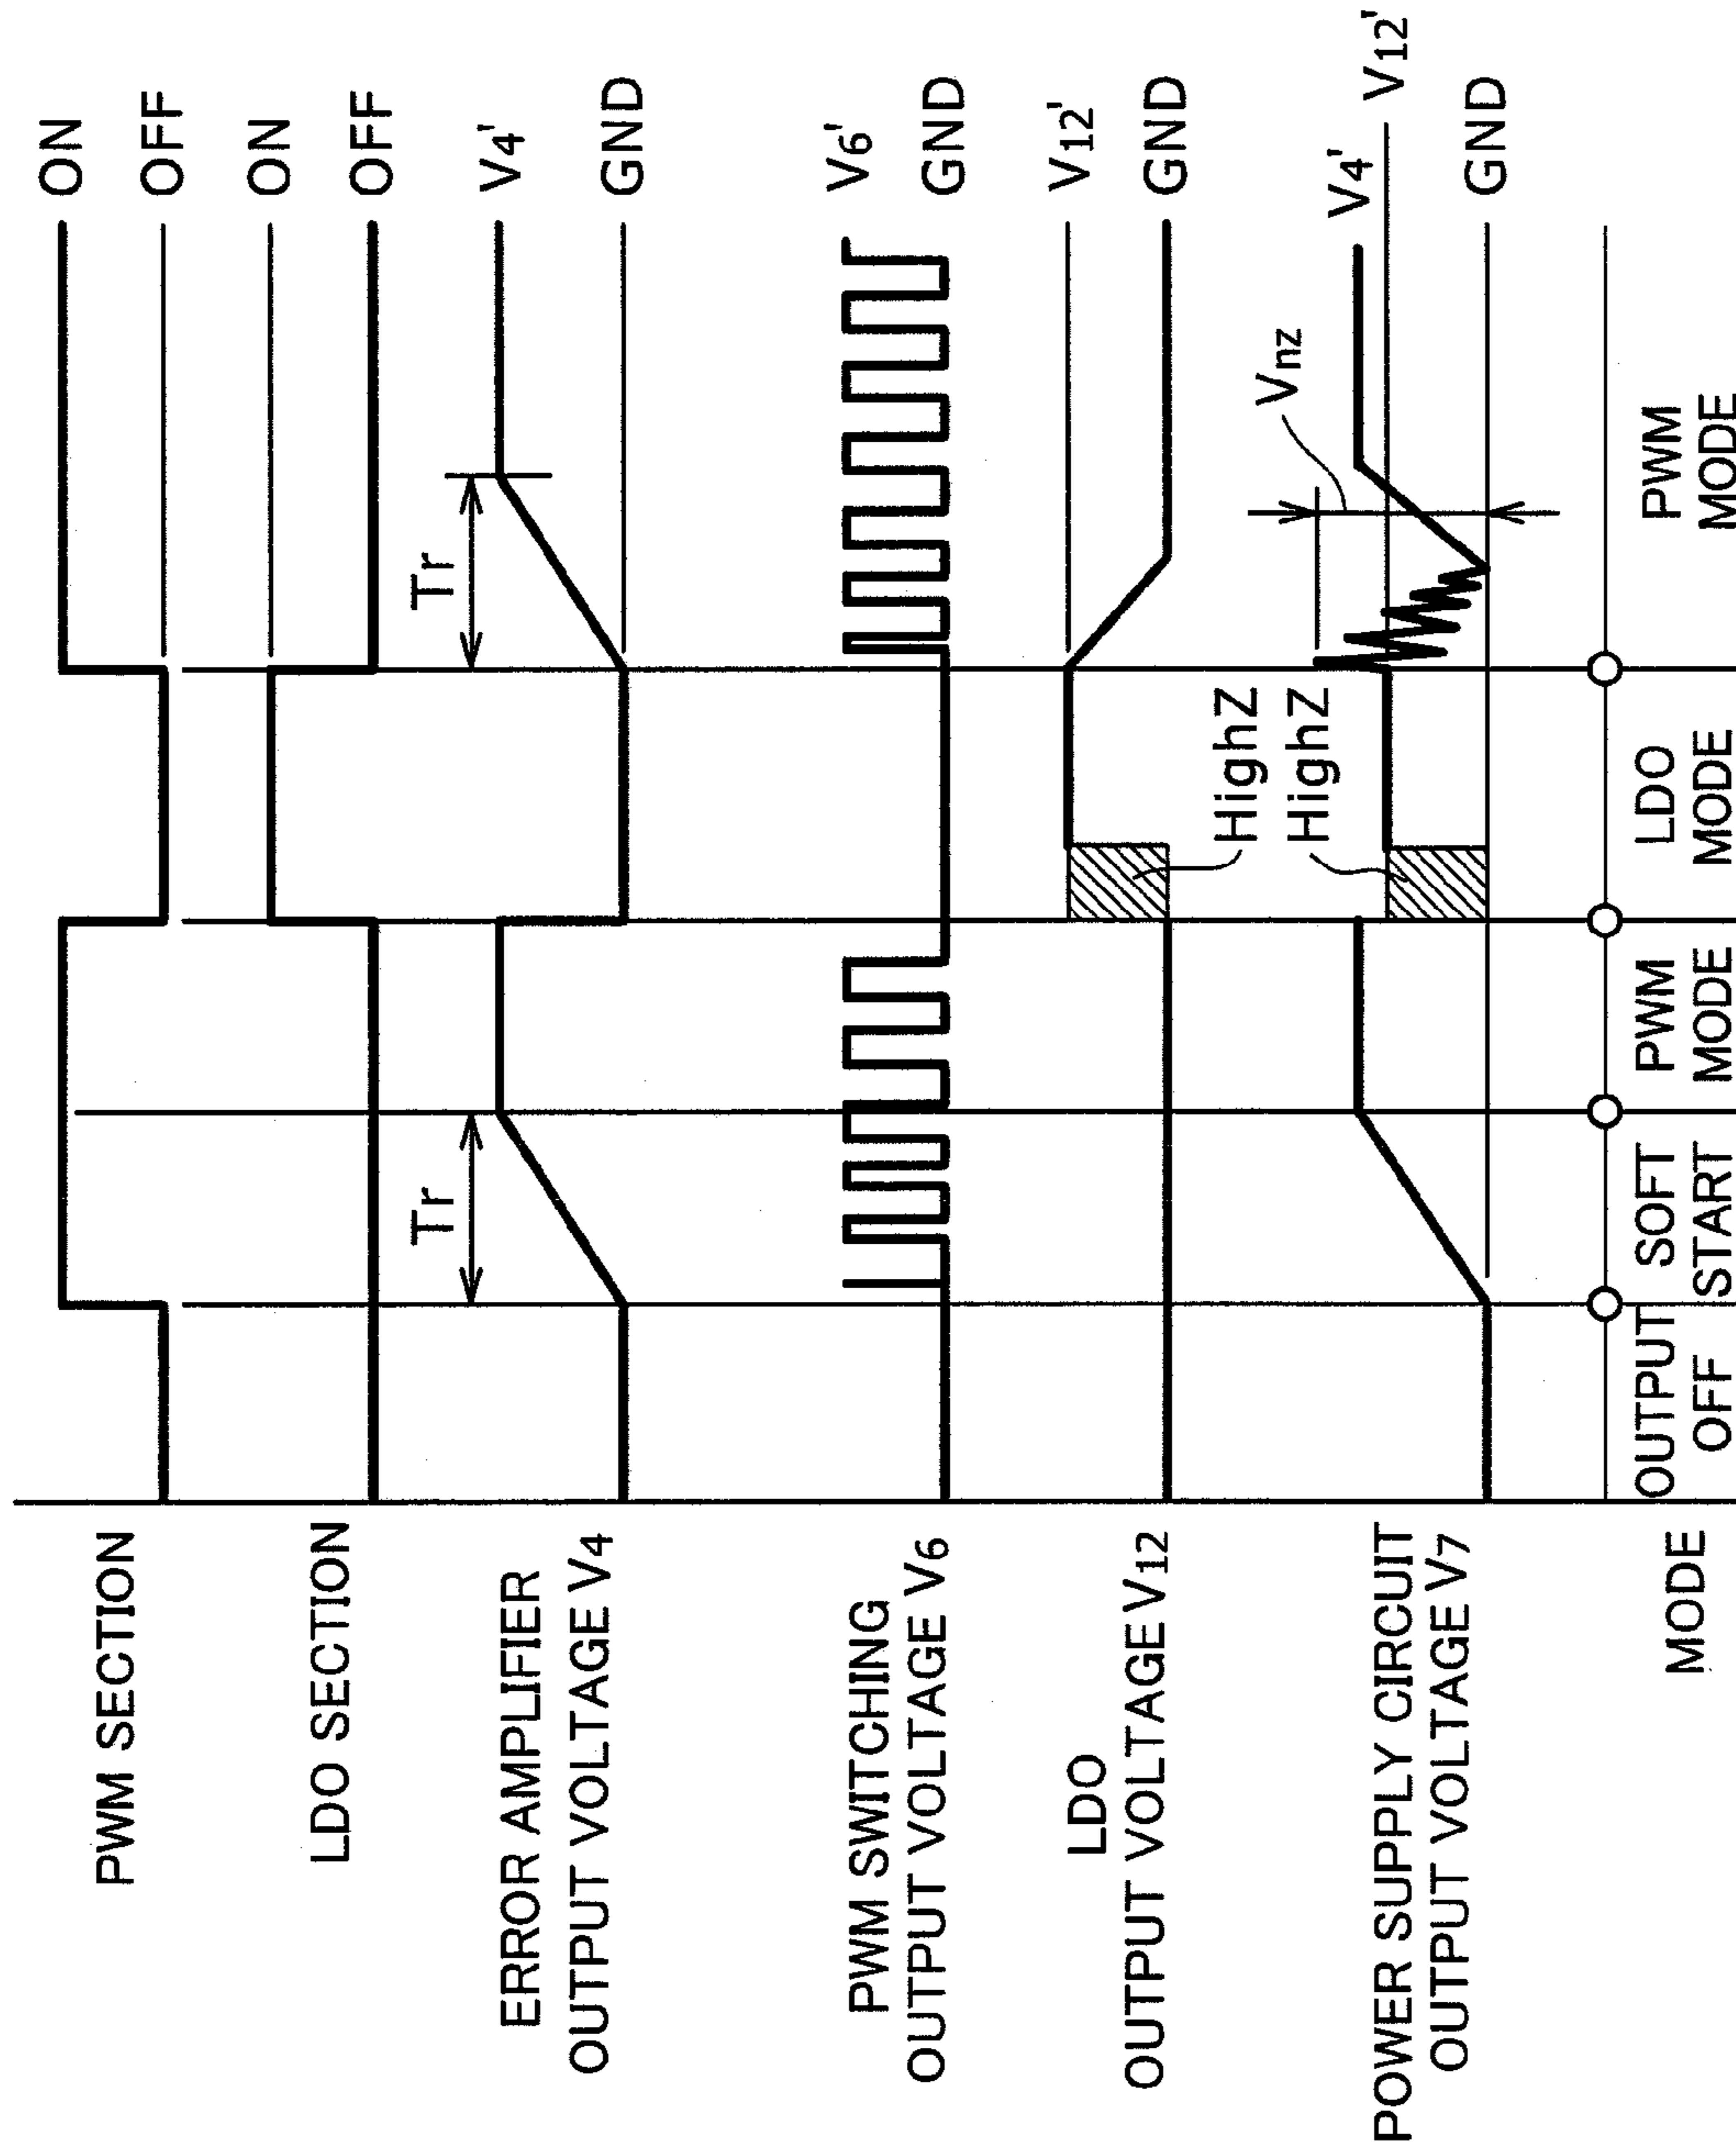 PWM SECTION
ON
OFF
LDO SECTION
ON
OFF
Tr
Tr
ERROR AMPLIFIER
OUTPUT VOLTAGE V4
V4'
GND
PWM SWITCHING
OUTPUT VOLTAGE V6
V6'
GND
LDO
OUTPUT VOLTAGE V12
V12'
GND
HighZ
HighZ
Vnz
POWER SUPPLY CIRCUIT
OUTPUT VOLTAGE V7
V4'
V12'
GND
MODE
OUTPUT
OFF
SOFT
START
PWM
MODE
LDO
MODE
PWM
MODE